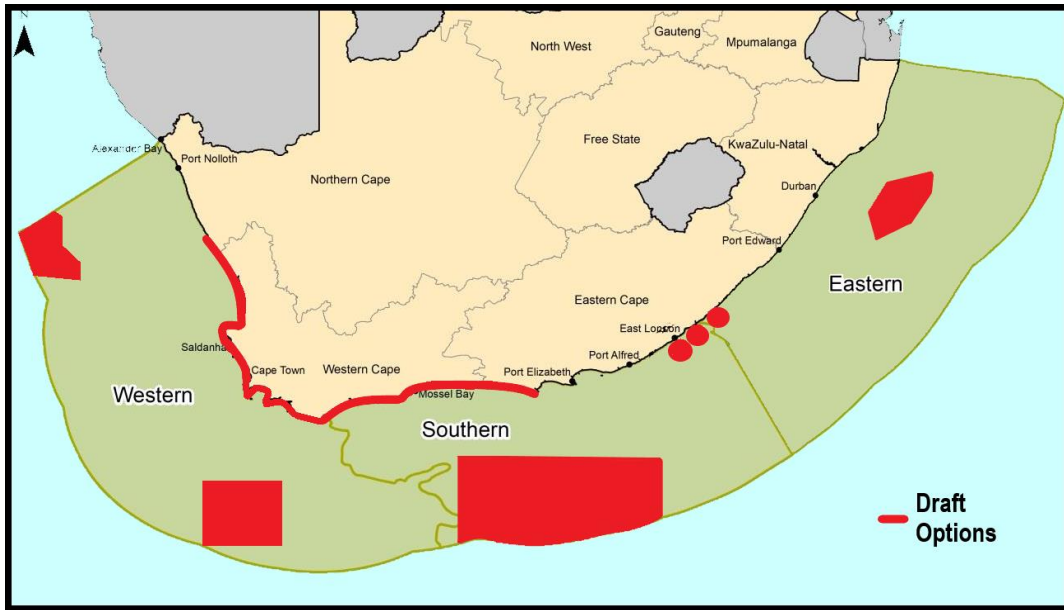 N
Gauteng
North West
Mpumalanga
Free State
Alexander Bay
Port Nolloth
KwaZulu-Natal
Northern Cape
Durban
Port Edward
Eastern
Eastern Cape
East London
Saldanha
Port Alfred
Cape Town
Western Cape
Port Elizabeth
Western
Mossel Bay
Southern
Draft
Options